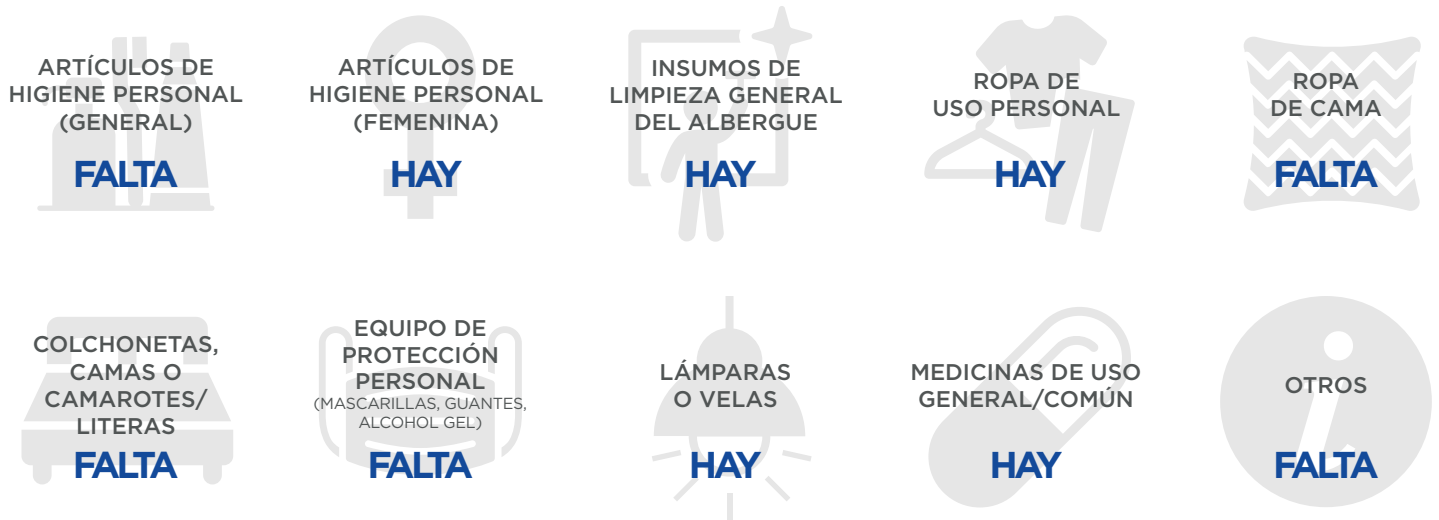 ARTÍCULOS DE
HIGIENE PERSONAL
(GENERAL)
FALTA
ARTÍCULOS DE
HIGIENE PERSONAL
(FEMENINA)
HAY
INSUMOS DE
LIMPIEZA GENERAL
DEL ALBERGUE
HAY
ROPA DE
USO PERSONAL
HAY
ROPA
DE CAMA
FALTA
COLCHONETAS,
CAMAS O
CAMAROTES/
LITERAS
FALTA
EQUIPO DE
PROTECCIÓN
PERSONAL
(MASCARILLAS, GUANTES,
ALCOHOL GEL)
FALTA
LÁMPARAS
O VELAS
HAY
MEDICINAS DE USO
GENERAL/COMÚN
HAY
OTROS
FALTA